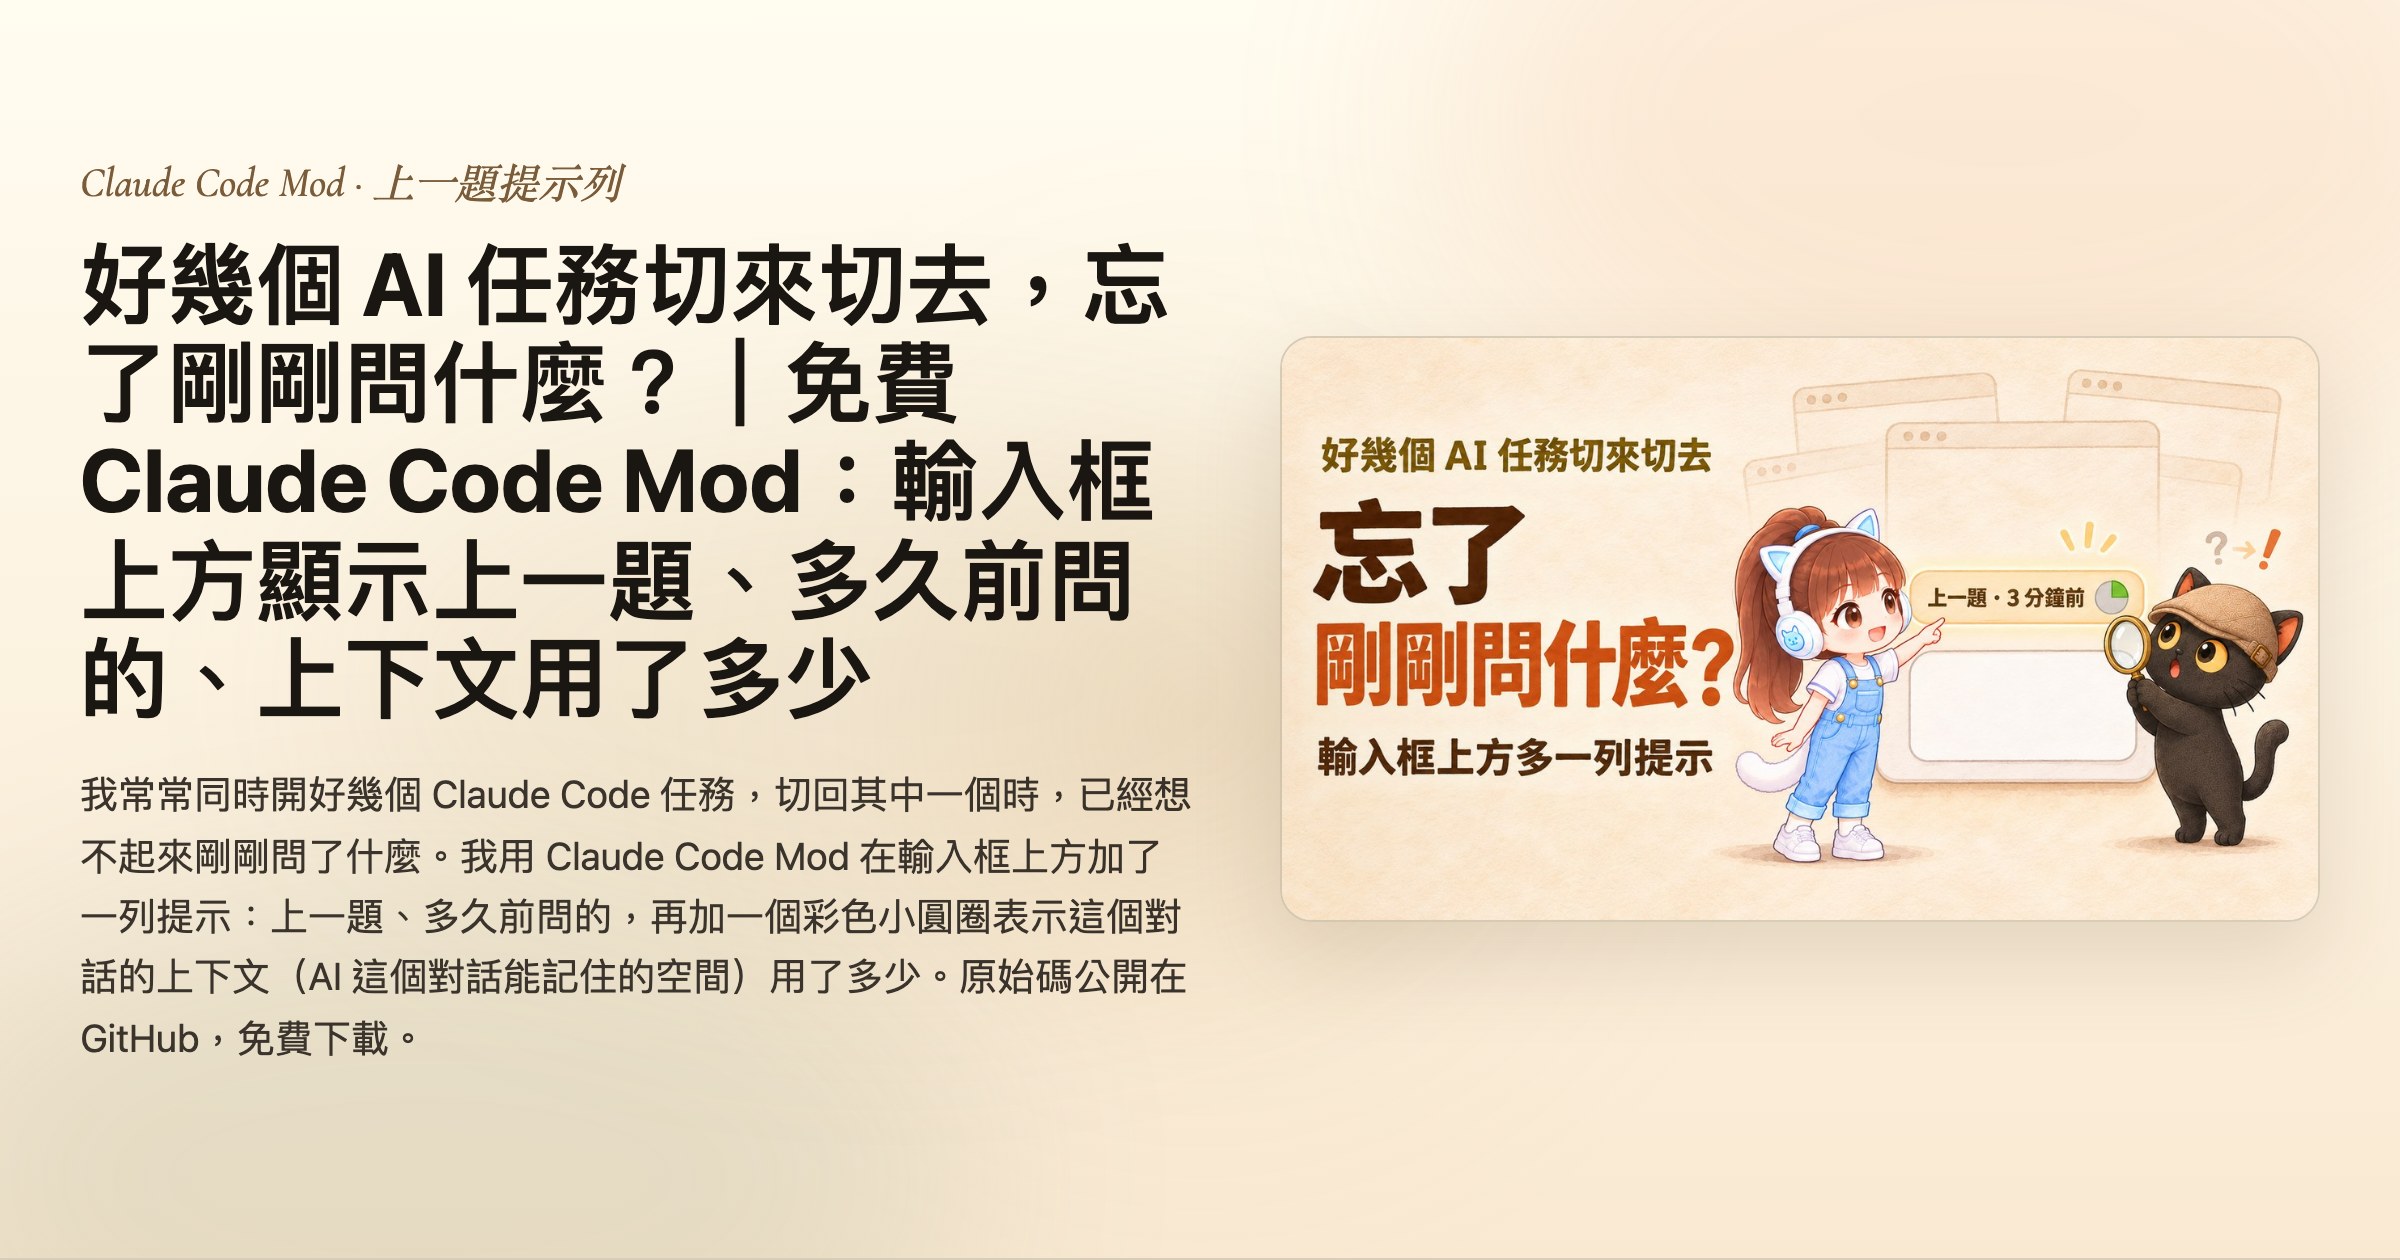 Claude Code Mod · 上一題提示列
好幾個 AI 任務切來切去，忘
了剛剛問什麼？｜免費
Claude Code Mod：輸入框
上方顯示上一題、多久前問
的、上下文用了多少
我常常同時開好幾個 Claude Code 任務，切回其中一個時，已經想
不起來剛剛問了什麼。我用 Claude Code Mod 在輸入框上方加了
一列提示：上一題、多久前問的，再加一個彩色小圓圈表示這個對
話的上下文（AI 這個對話能記住的空間）用了多少。原始碼公開在
GitHub，免費下載。
好幾個 AI 任務切來切去
忘了
剛剛問什麼?
輸入框上方多一列提示
上一題 · 3 分鐘前
? → !